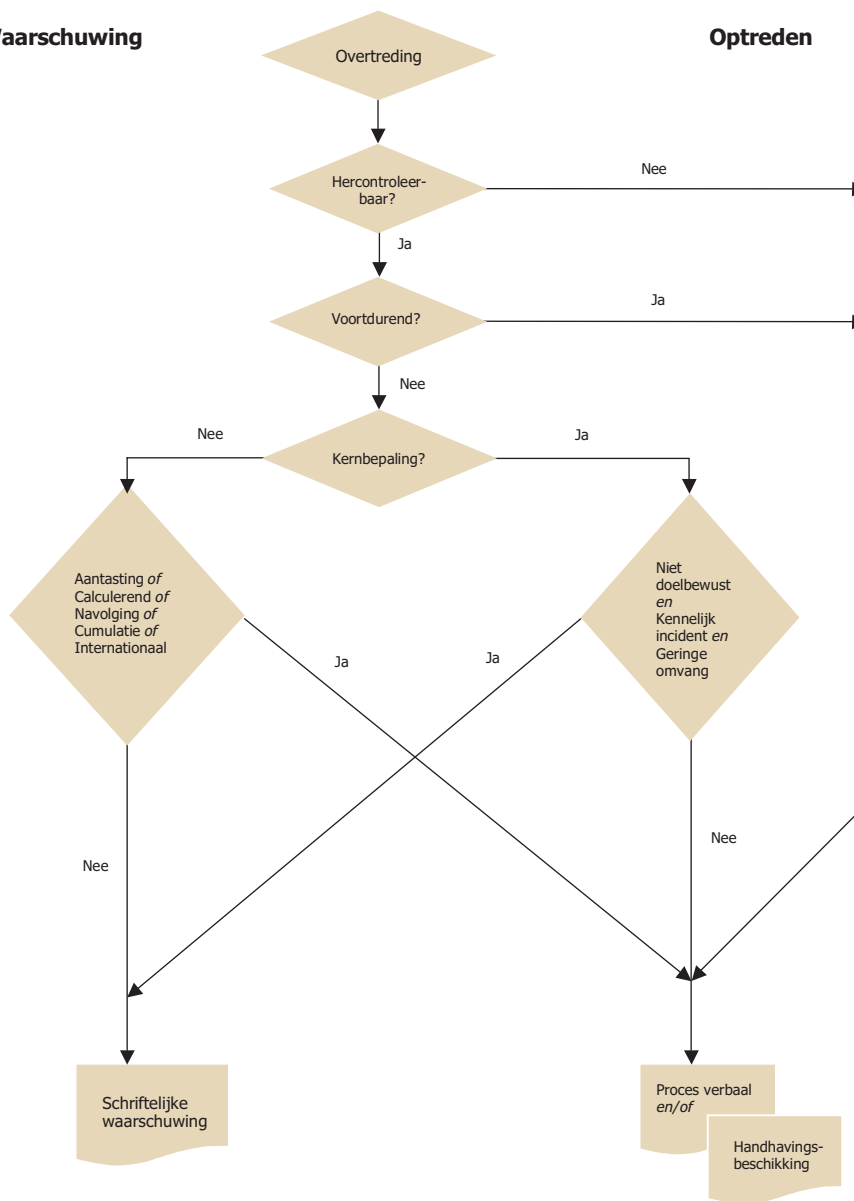 aarschuwing
Optreden
Overtreding
Hercontroleer-
baar?
Nee
Ja
Voortdurend?
Ja
Nee
Nee
Kernbepaling?
Ja
Aantasting of
Calculerend of
Navolging of
Cumulatie of
Internationaal
Niet
doelbewust
en
Kennelijk
incident en
Geringe
omvang
Ja
Ja
Nee
Nee
Schriftelijke
waarschuwing
Proces verbaal
en/of
Handhavings-
beschikking